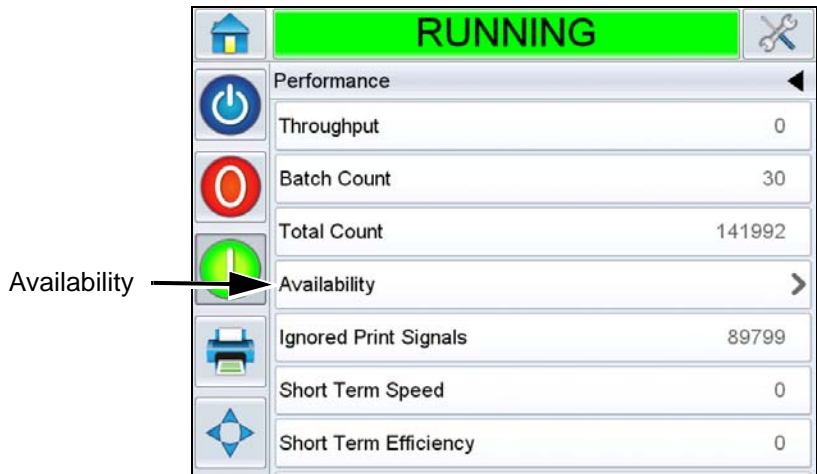 RUNNING
Performance
Throughput 0
Batch Count 30
Total Count 141992
Availability
Availability
Ignored Print Signals 89799
Short Term Speed 0
Short Term Efficiency 0